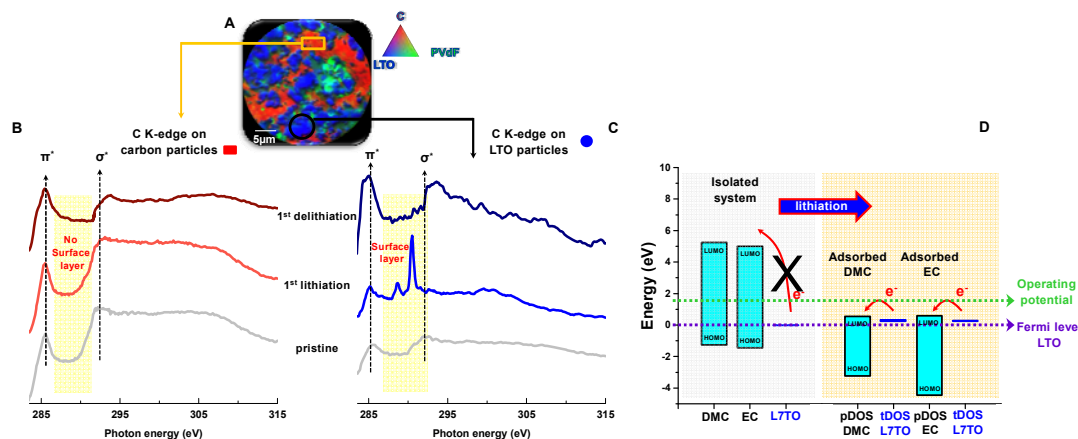 A
C
LTO
PVdF
5µm
B
C K-edge on
carbon particles
C K-edge on
LTO particles
C
D
π*
σ*
π*
σ*
No
Surface
layer
Surface
layer
1st delithiation
1st lithiation
pristine
285
295
305
315
Photon energy (eV)
285
295
305
315
Photon energy (eV)
Energy (eV)
10
8
6
4
2
0
-2
-4
Isolated
system
lithiation
LUMO
LUMO
HOMO
HOMO
X
e-
Adsorbed
DMC
Adsorbed
EC
e-
e-
LUMO
LUMO
HOMO
HOMO
Operating
potential
Fermi level
LTO
DMC
EC
L7TO
pDOS
DMC
tDOS
L7TO
pDOS
EC
tDOS
L7TO